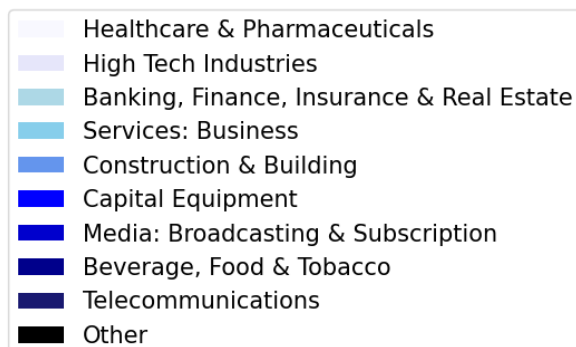 Healthcare & Pharmaceuticals
High Tech Industries
Banking, Finance, Insurance & Real Estate
Services: Business
Construction & Building
Capital Equipment
Media: Broadcasting & Subscription
Beverage, Food & Tobacco
Telecommunications
Other